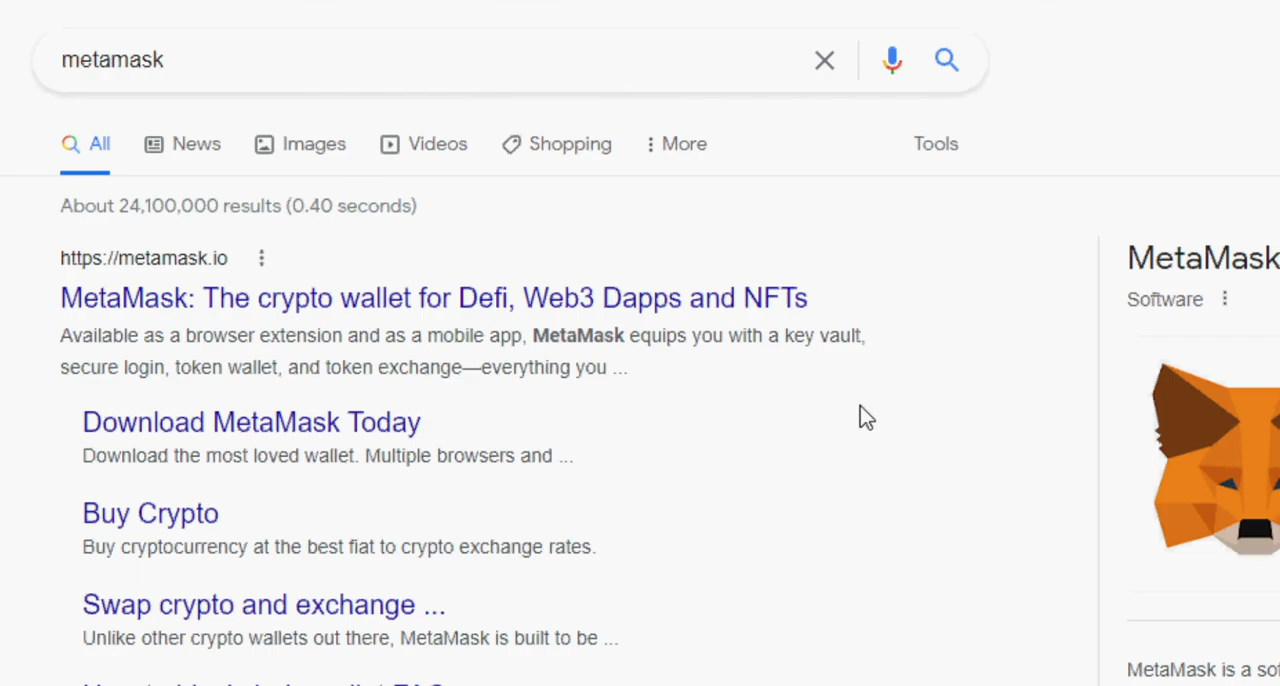 metamask
All News Images Videos Shopping More Tools
About 24,100,000 results (0.40 seconds)
https://metamask.io
MetaMask: The crypto wallet for Defi, Web3 Dapps and NFTs
Available as a browser extension and as a mobile app, MetaMask equips you with a key vault,
secure login, token wallet, and token exchange—everything you ...
Download MetaMask Today
Download the most loved wallet. Multiple browsers and ...
Buy Crypto
Buy cryptocurrency at the best fiat to crypto exchange rates.
Swap crypto and exchange ...
Unlike other crypto wallets out there, MetaMask is built to be ...
MetaMask
Software
MetaMask is a